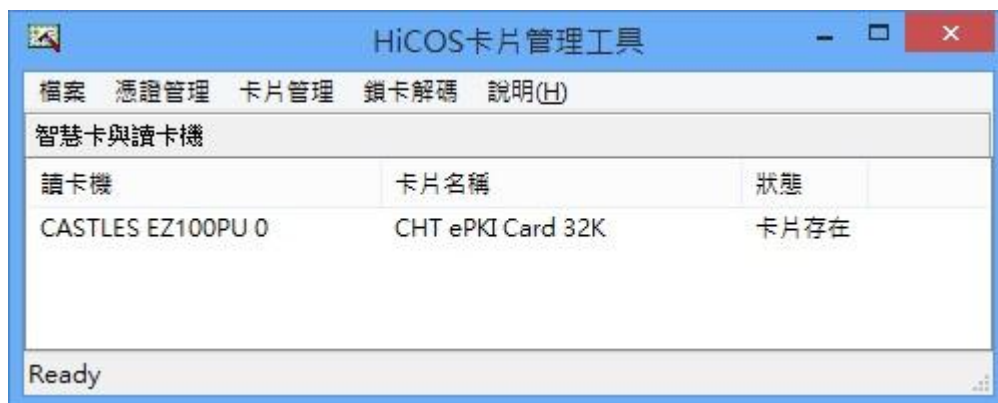 HiCOS卡片管理工具
檔案 憑證管理 卡片管理 鎖卡解碼 說明(H)
智慧卡與讀卡機
讀卡機 卡片名稱 狀態
CASTLES EZ100PU 0 CHT ePKI Card 32K 卡片存在
Ready